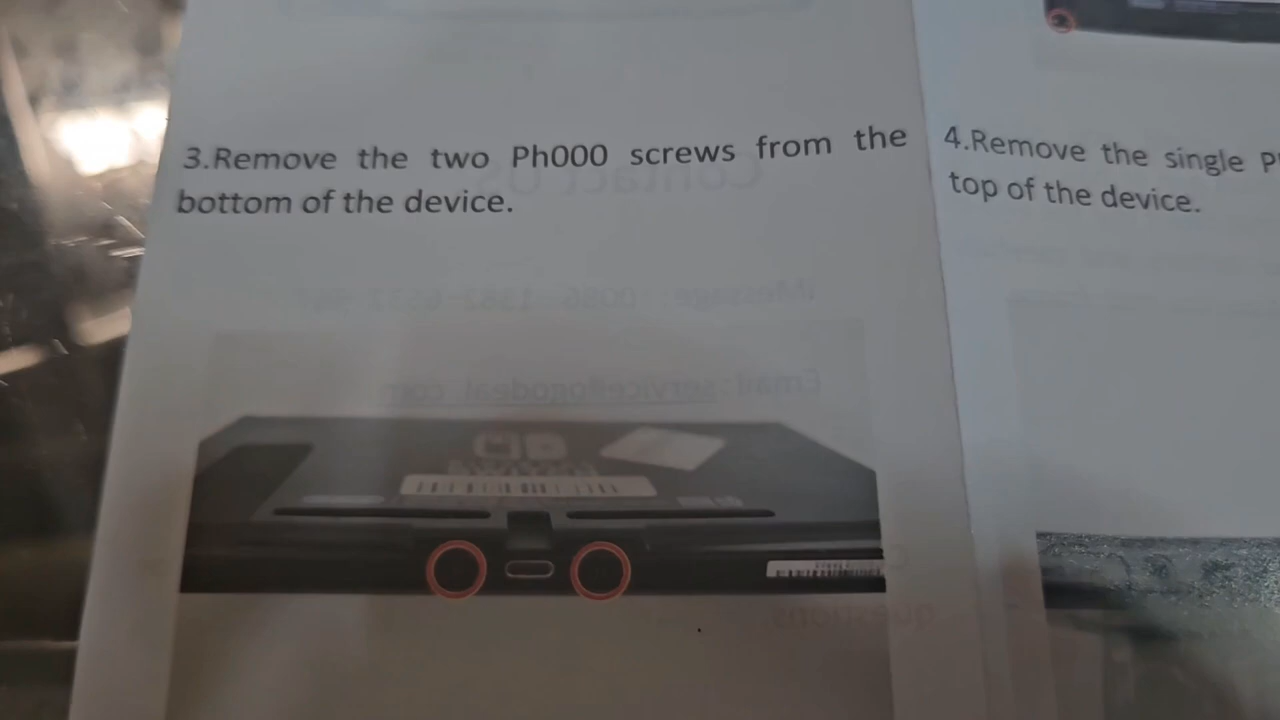 3.Remove the two Ph000 screws from the
bottom of the device.
4.Remove the single P
top of the device.